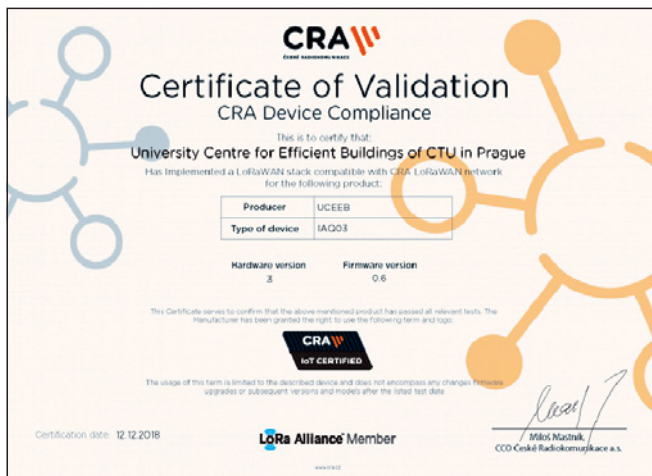 CRA
ČESKÉ RADIOKOMUNIKACE
Certificate of Validation
CRA Device Compliance
This is to certify that:
University Centre for Efficient Buildings of CTU in Prague
Has Implemented a LoRaWAN stack compatible with CRA LoRaWAN network
for the following product:
Producer UCEEB
Type of device IAQ03
Hardware version Firmware version
3 0.6
This Certificate serves to confirm that the above mentioned product has passed all relevant tests. The
Manufacturer has been granted the right to use the following term and logo:
CRA
IoT CERTIFIED
The usage of this term is limited to the described device and does not encompass any changes firmware
upgrades or subsequent versions and models after the listed test date
Certification date: 12.12.2018
LoRa Alliance Member
Miloš Mastník,
CCO České Radiokomunikace a.s.
www.cra.cz